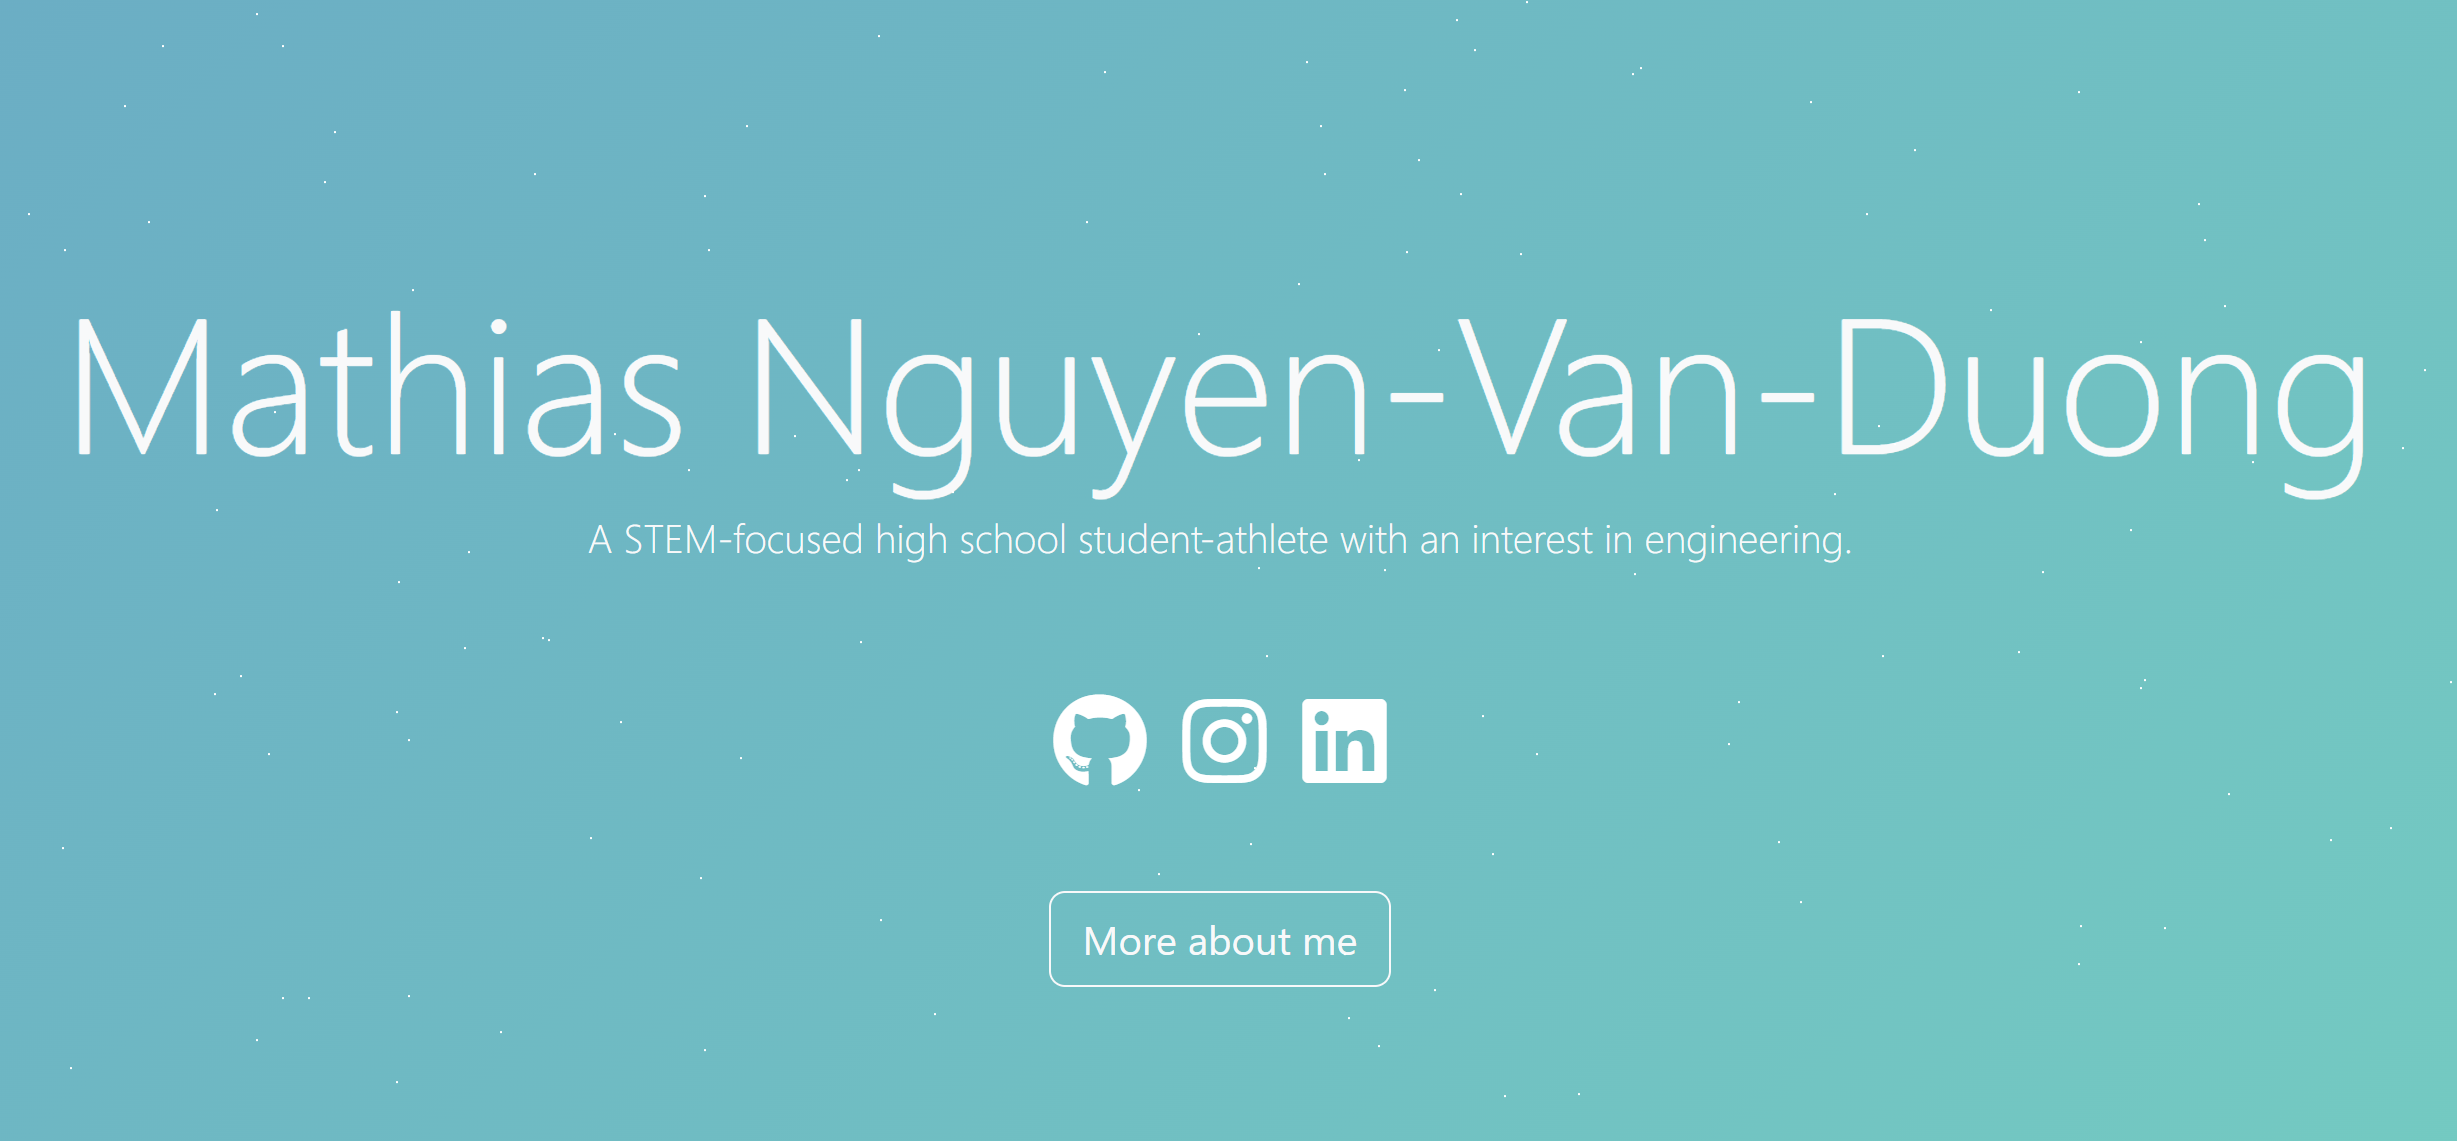 Mathias Nguyen-Van-Duong
A STEM-focused high school student-athlete with an interest in engineering.
in
More about me